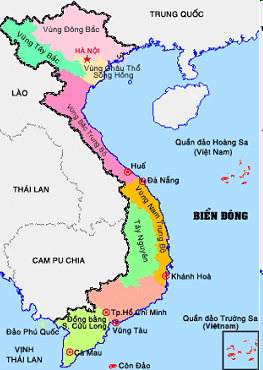 TRUNG QUỐC
Vùng Đông Bắc
Vùng Tây Bắc
HÀ NỘI
Vùng Châu Thổ
Sông Hồng
LÀO
Vùng Bắc Trung Bộ
Huế
Đà Nẵng
Quần đảo Hoàng Sa
(Việt Nam)
THÁI LAN
Vùng Nam Trung Bộ
BIỂN ĐÔNG
Tây Nguyên
CAM PU CHIA
Khánh Hoà
Tp.Hồ Chí Minh
Quần đảo Trường Sa
(Việtnam)
Đảo Phú Quốc
Đồng bằng
S. Cửu Long
Vũng Tàu
VỊNH
THÁI LAN
Cà Mau
Côn Đảo